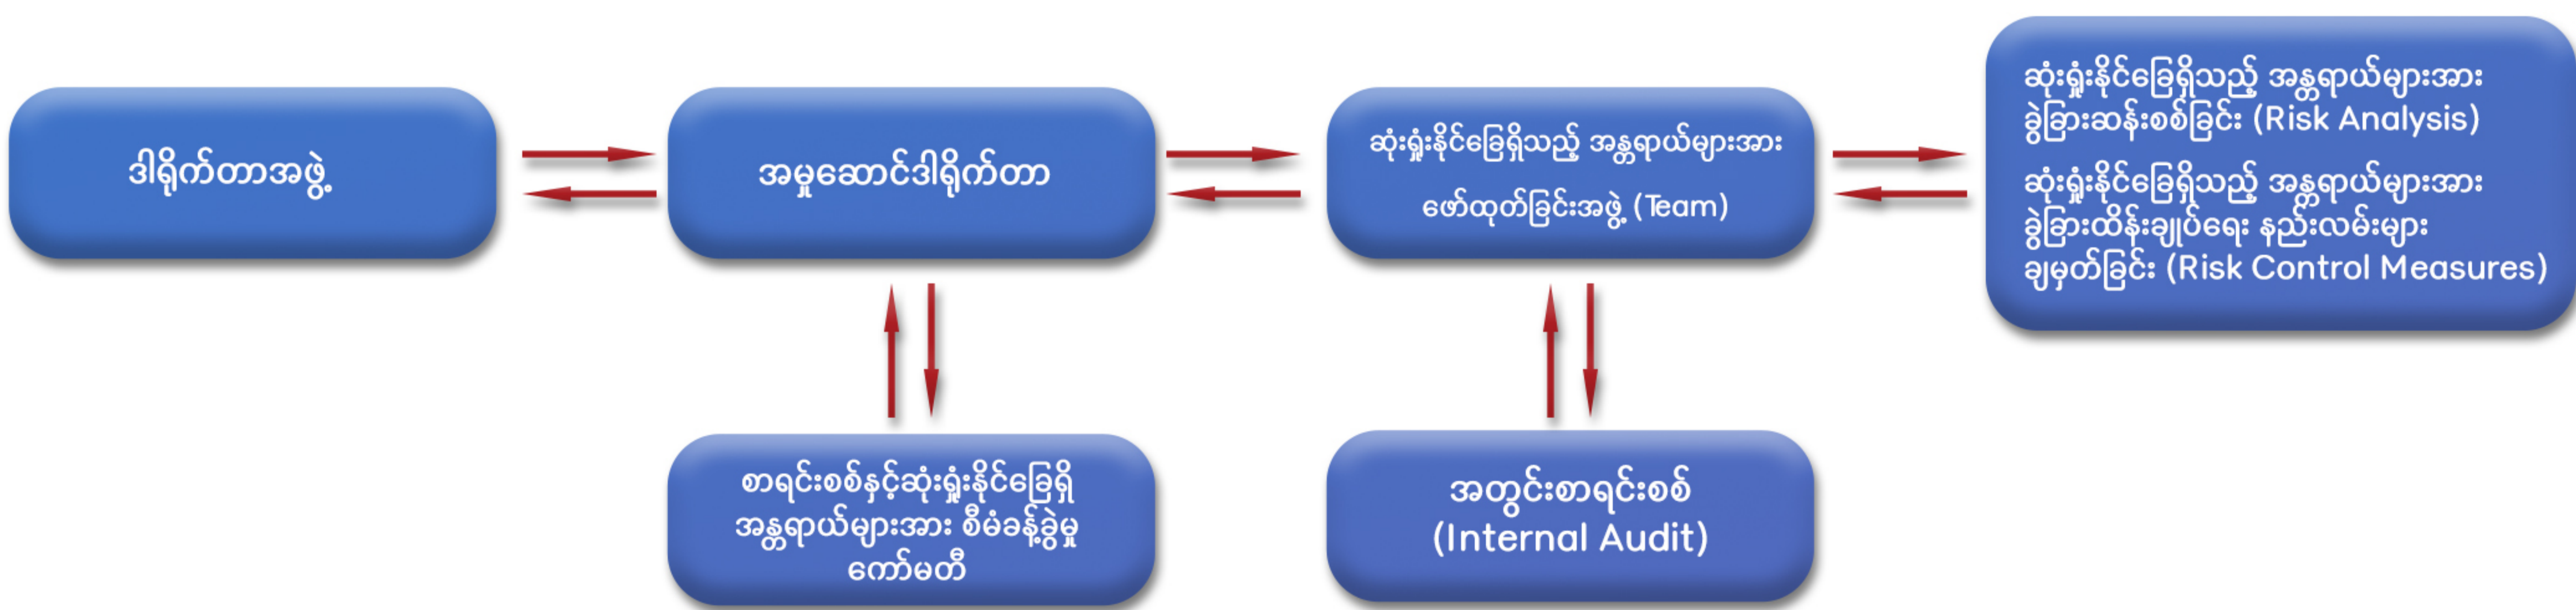 ဒါရိုက်တာအဖွဲ့
အမှုဆောင်ဒါရိုက်တာ
ဆုံးရှုံးနိုင်ခြေရှိသည့် အန္တရာယ်များအား
ဖော်ထုတ်ခြင်းအဖွဲ့ (Team)
ဆုံးရှုံးနိုင်ခြေရှိသည့် အန္တရာယ်များအား
ခွဲခြားဆန်းစစ်ခြင်း (Risk Analysis)
ဆုံးရှုံးနိုင်ခြေရှိသည့် အန္ကရာယ်များအား
ခွဲခြားထိန်းချုပ်ရေး နည်းလမ်းများ
ချမှတ်ခြင်း (Risk Control Measures)
စာရင်းစစ်နှင့်ဆုံးရှုံးနိုင်ခြေရှိ
အန္တရာယ်များအား စီမံခန့်ခွဲမှု
ကော်မတီ
အတွင်းစာရင်းစစ်
(Internal Audit)